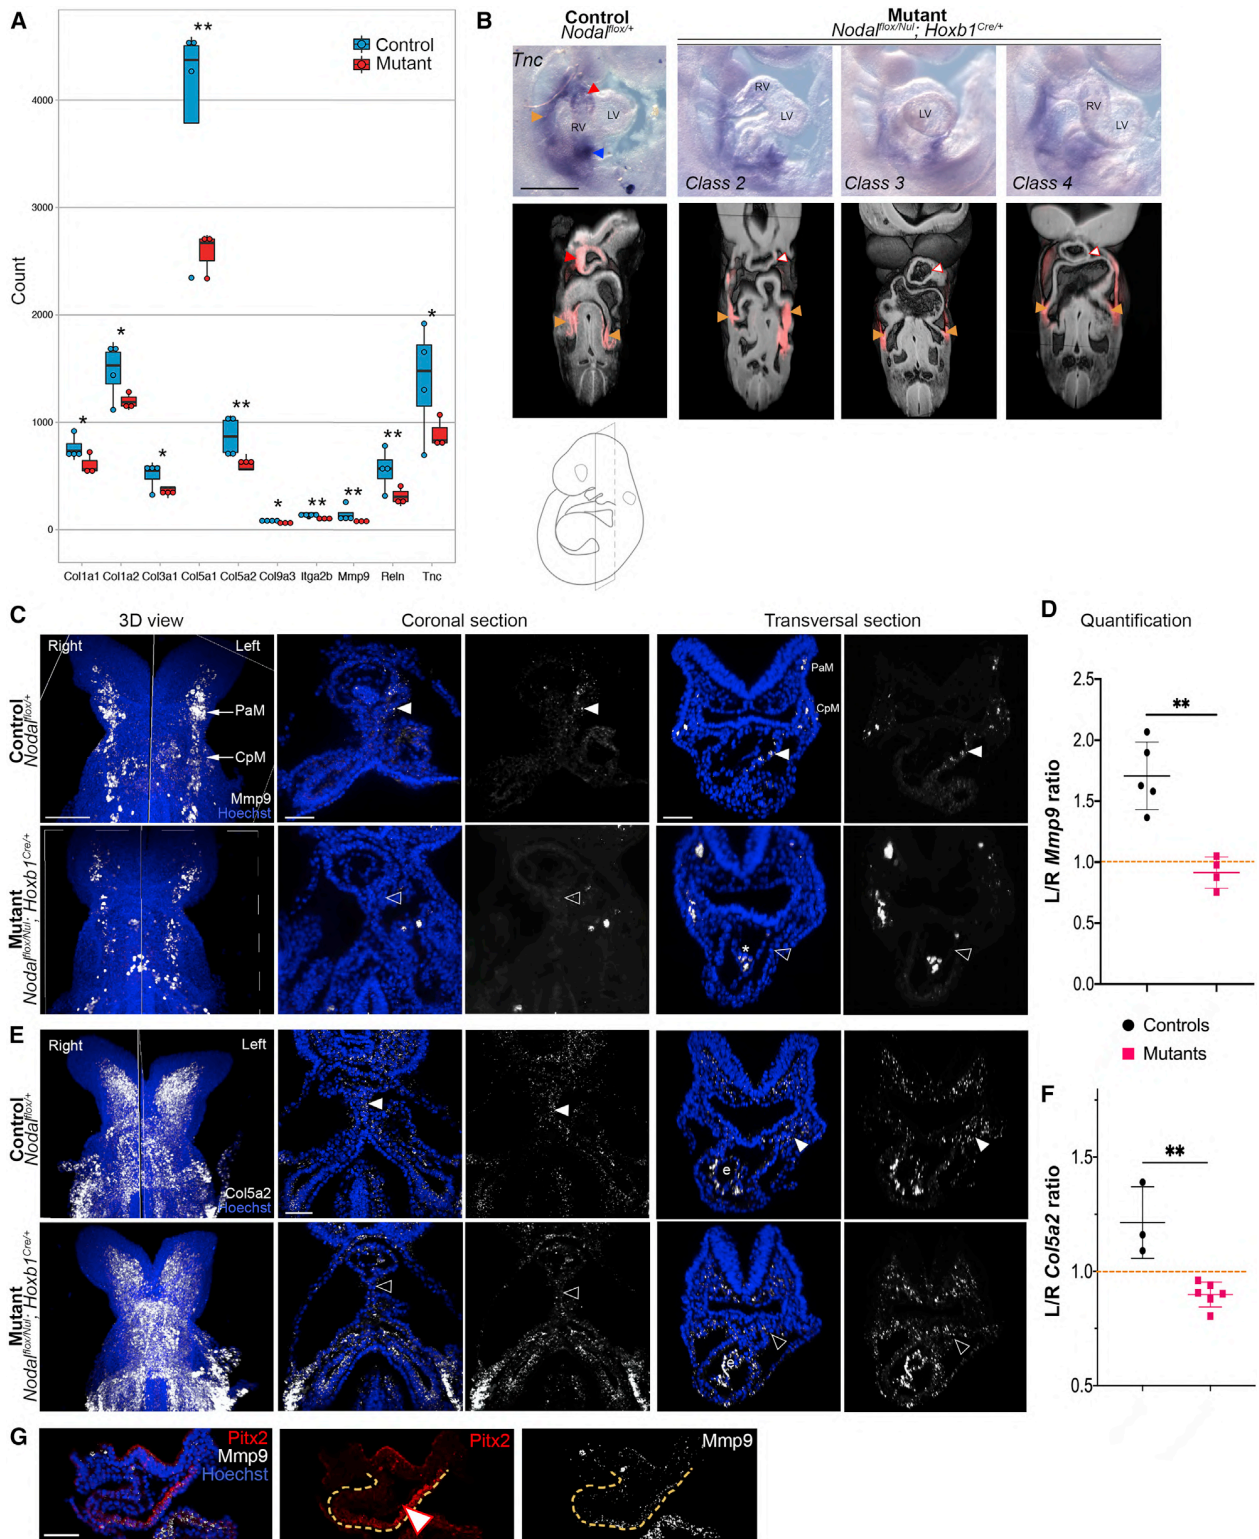 A
**
Control
Mutant
4000
3000
2000
1000
0
Count
*
*
*
**
*
**
**
**
*
Col1a1 Col1a2 Col3a1 Col5a1 Col5a2 Col9a3 Itga2b Mmp9 Reln Tnc
B
Control
Nodal flox/+
Mutant
Nodal flox/Nul; Hoxb1 Cre/+
Tnc
RV
LV
RV
LV
Class 2
LV
Class 3
RV
LV
Class 4
C
3D view
Coronal section
Transversal section
Control
Nodal flox/+
Right
Left
PaM
CpM
Mmp9
Hoechst
PaM
CpM
Mutant
Nodal flox/Nul; Hoxb1 Cre/+
*
D
Quantification
L/R Mmp9 ratio
2.5
2.0
1.5
1.0
0.5
0.0
**
Controls
Mutants
E
Control
Nodal flox/+
Right
Left
Col5a2
Hoechst
e
Mutant
Nodal flox/Nul; Hoxb1 Cre/+
e
F
L/R Col5a2 ratio
1.5
1.0
0.5
**
G
Pitx2
Mmp9
Hoechst
Pitx2
Mmp9